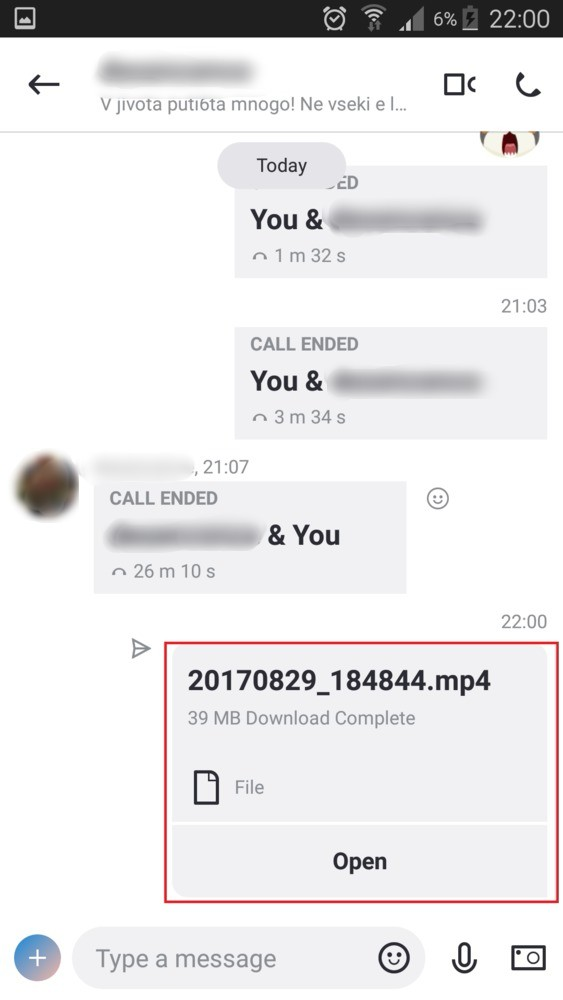 6% 22:00
V jivota puti6ta mnogo! Ne vseki e l...
Today
ED
You &
1 m 32 s
21:03
CALL ENDED
You &
3 m 34 s
, 21:07
CALL ENDED
& You
26 m 10 s
22:00
20170829_184844.mp4
39 MB Download Complete
File
Open
Type a message